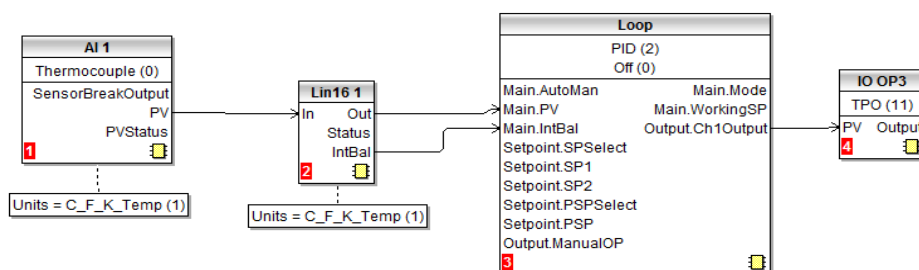 AI 1
Thermocouple (0)
SensorBreakOutput
PV
PVStatus
1
Units = C_F_K_Temp (1)
Lin16 1
In Out
Status
IntBal
2
Units = C_F_K_Temp (1)
Loop
PID (2)
Off (0)
Main.AutoMan Main.Mode
Main.PV Main.WorkingSP
Main.IntBal Output.Ch1Output
Setpoint.SPSelect
Setpoint.SP1
Setpoint.SP2
Setpoint.PSPSelect
Setpoint.PSP
Output.ManualOP
3
IO OP3
TPO (11)
PV Output
4